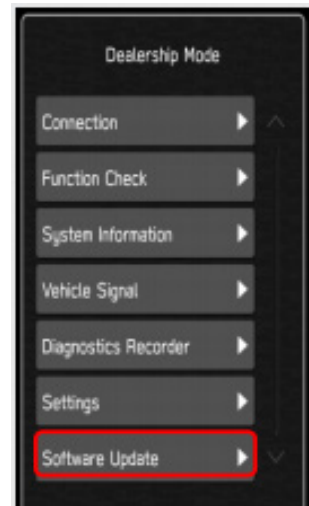 Dealership Mode
Connection
Function Check
System Information
Vehicle Signal
Diagnostics Recorder
Settings
Software Update